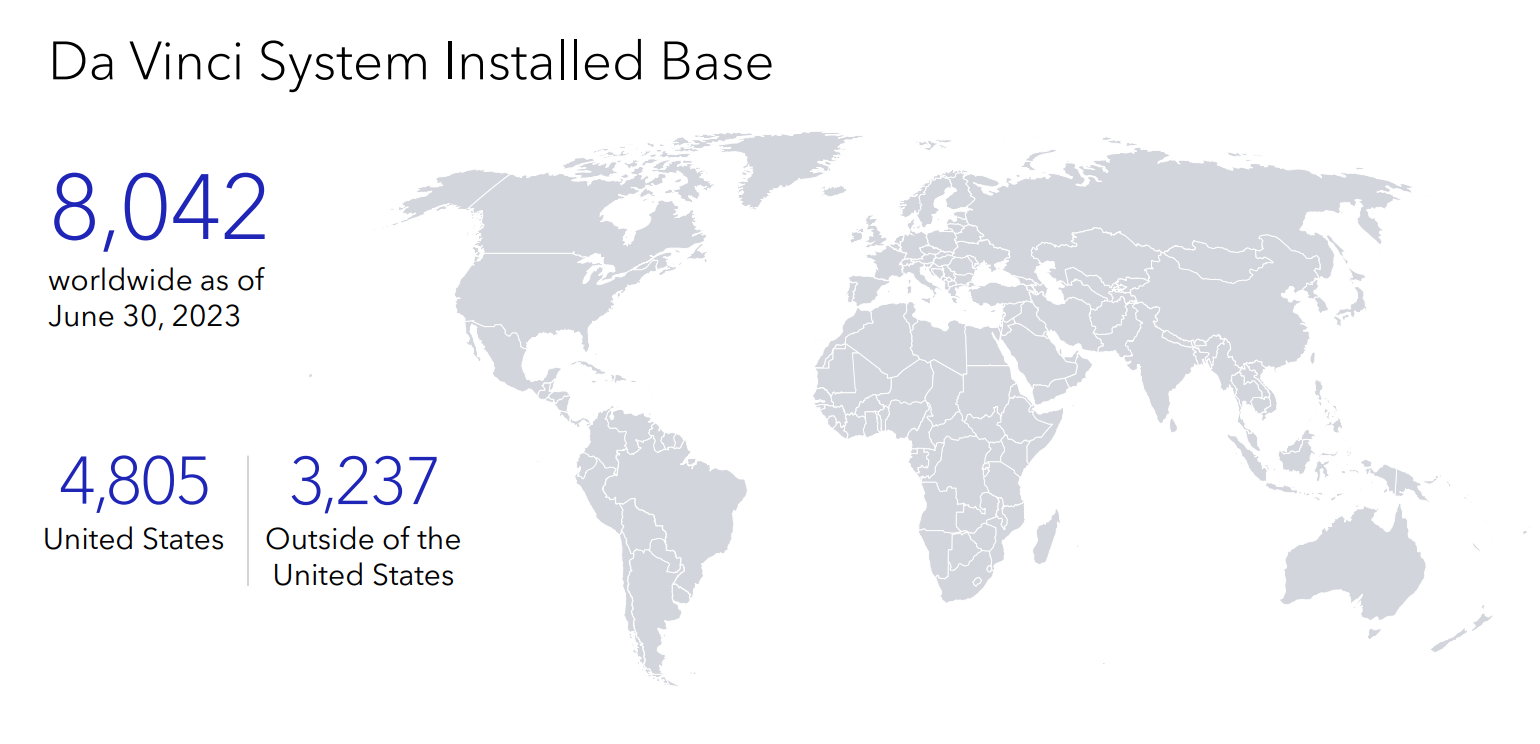 Da Vinci System Installed Base
8,042
worldwide as of
June 30, 2023
4,805
United States
3,237
Outside of the
United States